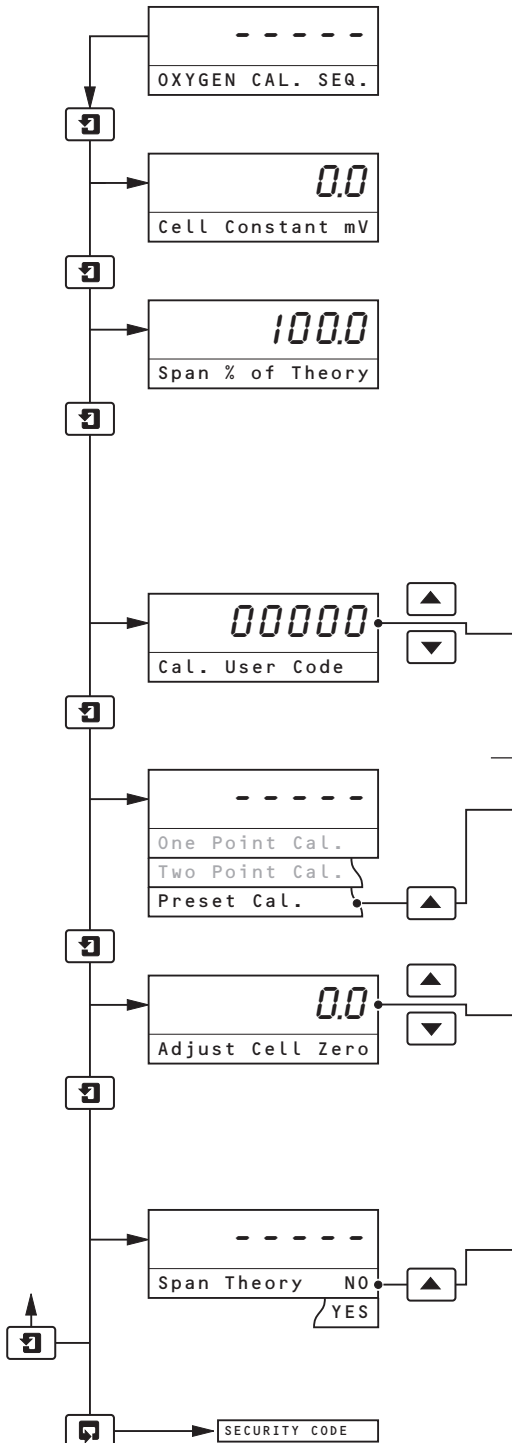 - - - - -
OXYGEN CAL. SEQ.
0.0
Cell Constant mV
100.0
Span % of Theory
00000
Cal. User Code
- - - - -
One Point Cal.
Two Point Cal.
Preset Cal.
0.0
Adjust Cell Zero
- - - - -
Span Theory NO
YES
SECURITY CODE